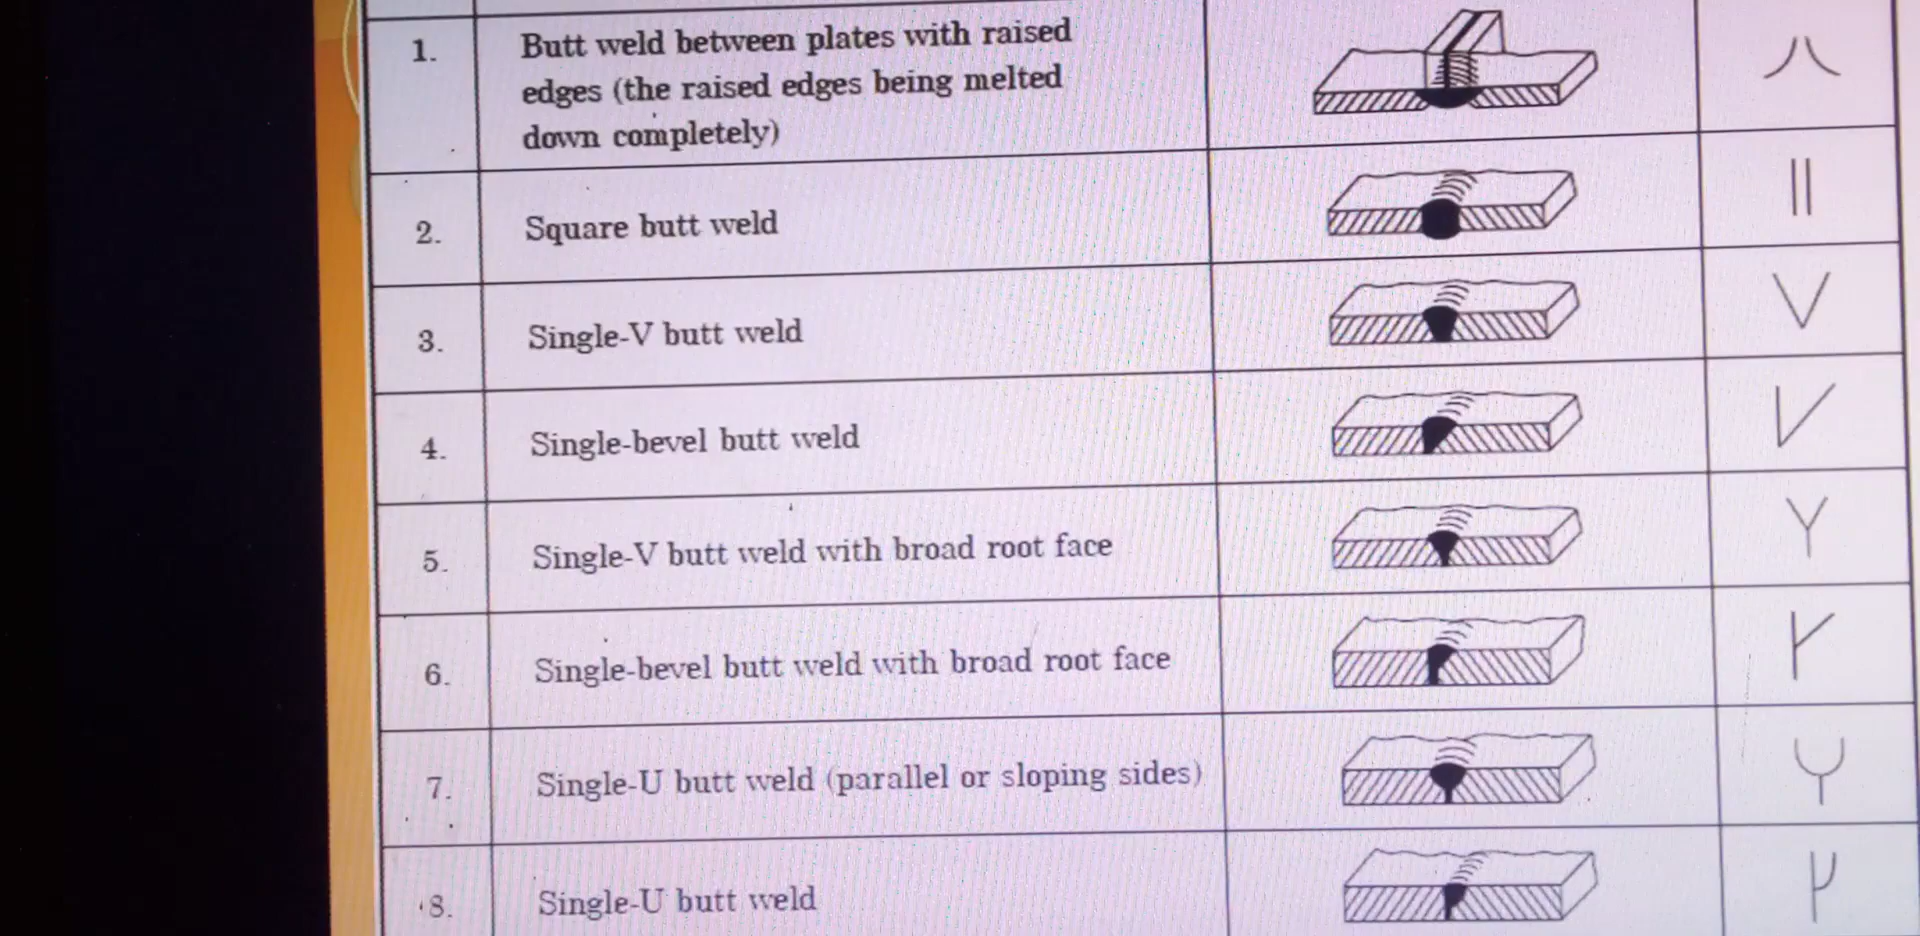 1. Butt weld between plates with raised
edges (the raised edges being melted
down completely)
2. Square butt weld
3. Single-V butt weld
4. Single-bevel butt weld
5. Single-V butt weld with broad root face
6. Single-bevel butt weld with broad root face
7. Single-U butt weld (parallel or sloping sides)
8. Single-U butt weld